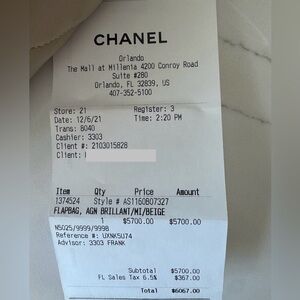 CHANEL
Orlando
The Mall at Millenia 4200 Conroy Road
Suite #280
Orlando, FL 32839, US
407-352-5100
Store: 21 Register: 3
Date: 12/6/21 Time: 2:20 PM
Trans: 8040
Cashier: 3303
Client #: 2103015828
Client:
Item Qty Price Amount
1374524 Style # AS1160B07327
FLAPBAG, AGN BRILLANT/MI/BEIGE
1 $5700.00 $5700.00
N5025/9999/9998
Reference #: UXNK5U74
Advisor: 3303 FRANK
Subtotal $5700.00
FL Sales Tax 6.5% $367.00
Total $6067.00